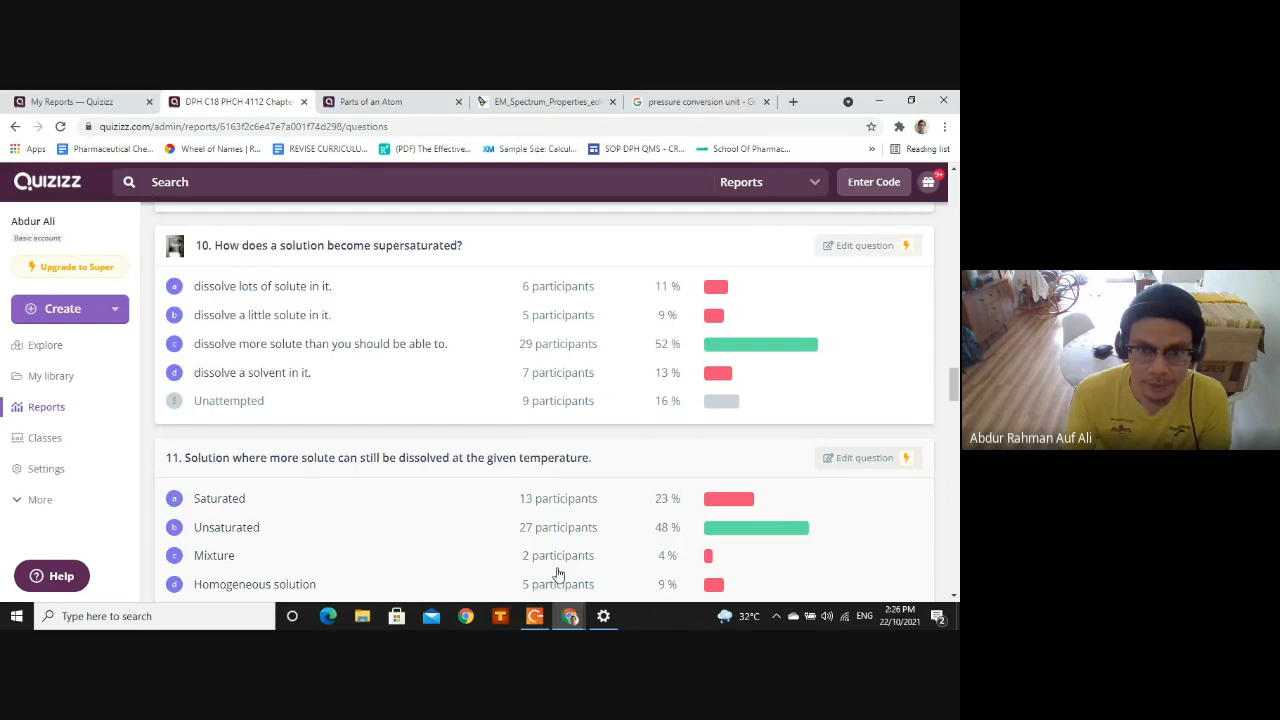 My Reports — Quizizz
DPH C18 PHCH 4112 Chapte
Parts of an Atom
EM_Spectrum_Properties_ed
pressure conversion unit - G
quizizz.com/admin/reports/6163f2c6e47e7a001f74d298/questions
Apps
Pharmaceutical Che...
Wheel of Names | R...
REVISE CURRICULU...
(PDF) The Effective...
XM Sample Size: Calcul...
SOP DPH QMS - CR...
School Of Pharmac...
»
Reading list
QUIZIZZ
Search
Reports
Enter Code
9+
Abdur Ali
Basic account
Upgrade to Super
Create
Explore
My library
Reports
Classes
Settings
More
Help
10. How does a solution become supersaturated?
Edit question
a dissolve lots of solute in it. 6 participants 11 %
b dissolve a little solute in it. 5 participants 9 %
c dissolve more solute than you should be able to. 29 participants 52 %
d dissolve a solvent in it. 7 participants 13 %
! Unattempted 9 participants 16 %
11. Solution where more solute can still be dissolved at the given temperature.
Edit question
a Saturated 13 participants 23 %
b Unsaturated 27 participants 48 %
c Mixture 2 participants 4 %
d Homogeneous solution 5 participants 9 %
Abdur Rahman Auf Ali
Type here to search
32°C
ENG
2:26 PM
22/10/2021
2